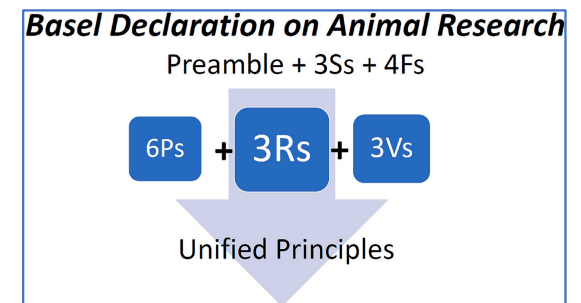 Basel Declaration on Animal Research
Preamble + 3Ss + 4Fs
6Ps + 3Rs + 3Vs
Unified Principles